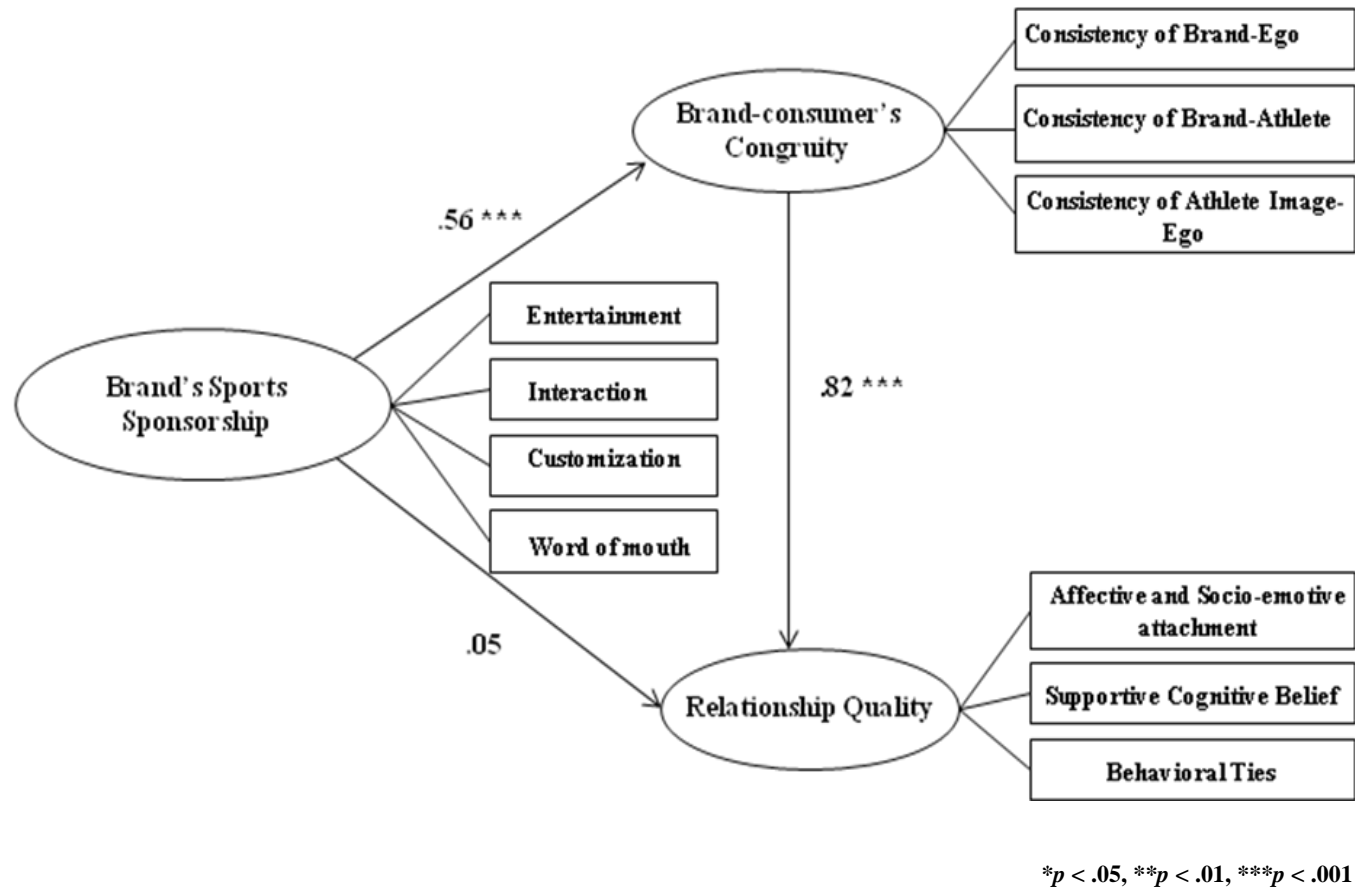 Consistency of Brand-Ego
Brand-consumer's
Congruity
Consistency of Brand-Athlete
Consistency of Athlete Image-
Ego
.56 ***
Entertainment
Brand's Sports
Sponsorship
Interaction
.82 ***
Customization
Word of mouth
.05
Affective and Socio-emotive
attachment
Relationship Quality
Supportive Cognitive Belief
Behavioral Ties
*p < .05, **p < .01, ***p < .001